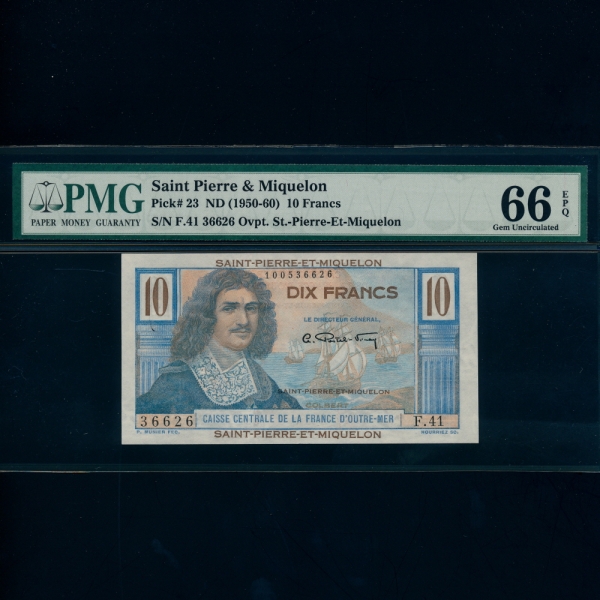 PMG
PAPER MONEY GUARANTY
Saint Pierre & Miquelon
Pick# 23 ND (1950-60) 10 Francs
S/N F.41 36626 Ovpt. St.-Pierre-Et-Miquelon
66 EPQ
Gem Uncirculated
SAINT-PIERRE-ET-MIQUELON
100536626
10 DIX FRANCS 10
LE DIRECTEUR GÉNÉRAL,
SAINT-PIERRE-ET-MIQUELON
COLBERT
36626 CAISSE CENTRALE DE LA FRANCE D'OUTRE-MER F.41
SAINT-PIERRE-ET-MIQUELON